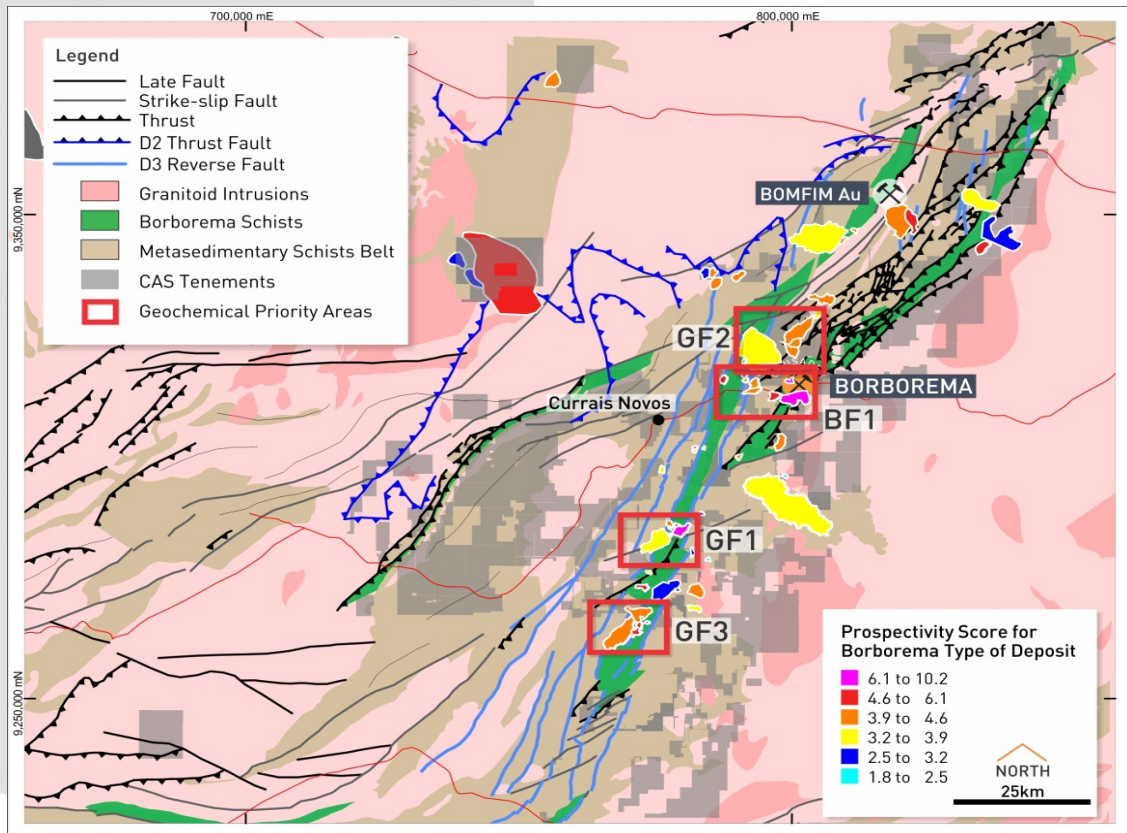 700,000 mE
800,000 mE
Legend
Late Fault
Strike-slip Fault
Thrust
D2 Thrust Fault
D3 Reverse Fault
Granitoid Intrusions
Borborema Schists
Metasedimentary Schists Belt
CAS Tenements
Geochemical Priority Areas
9,350,000 mN
BOMFIM Au
GF2
BORBOREMA
Currais Novos
BF1
GF1
GF3
9,250,000 mN
Prospectivity Score for
Borborema Type of Deposit
6.1 to 10.2
4.6 to 6.1
3.9 to 4.6
3.2 to 3.9
2.5 to 3.2
1.8 to 2.5
NORTH
25km